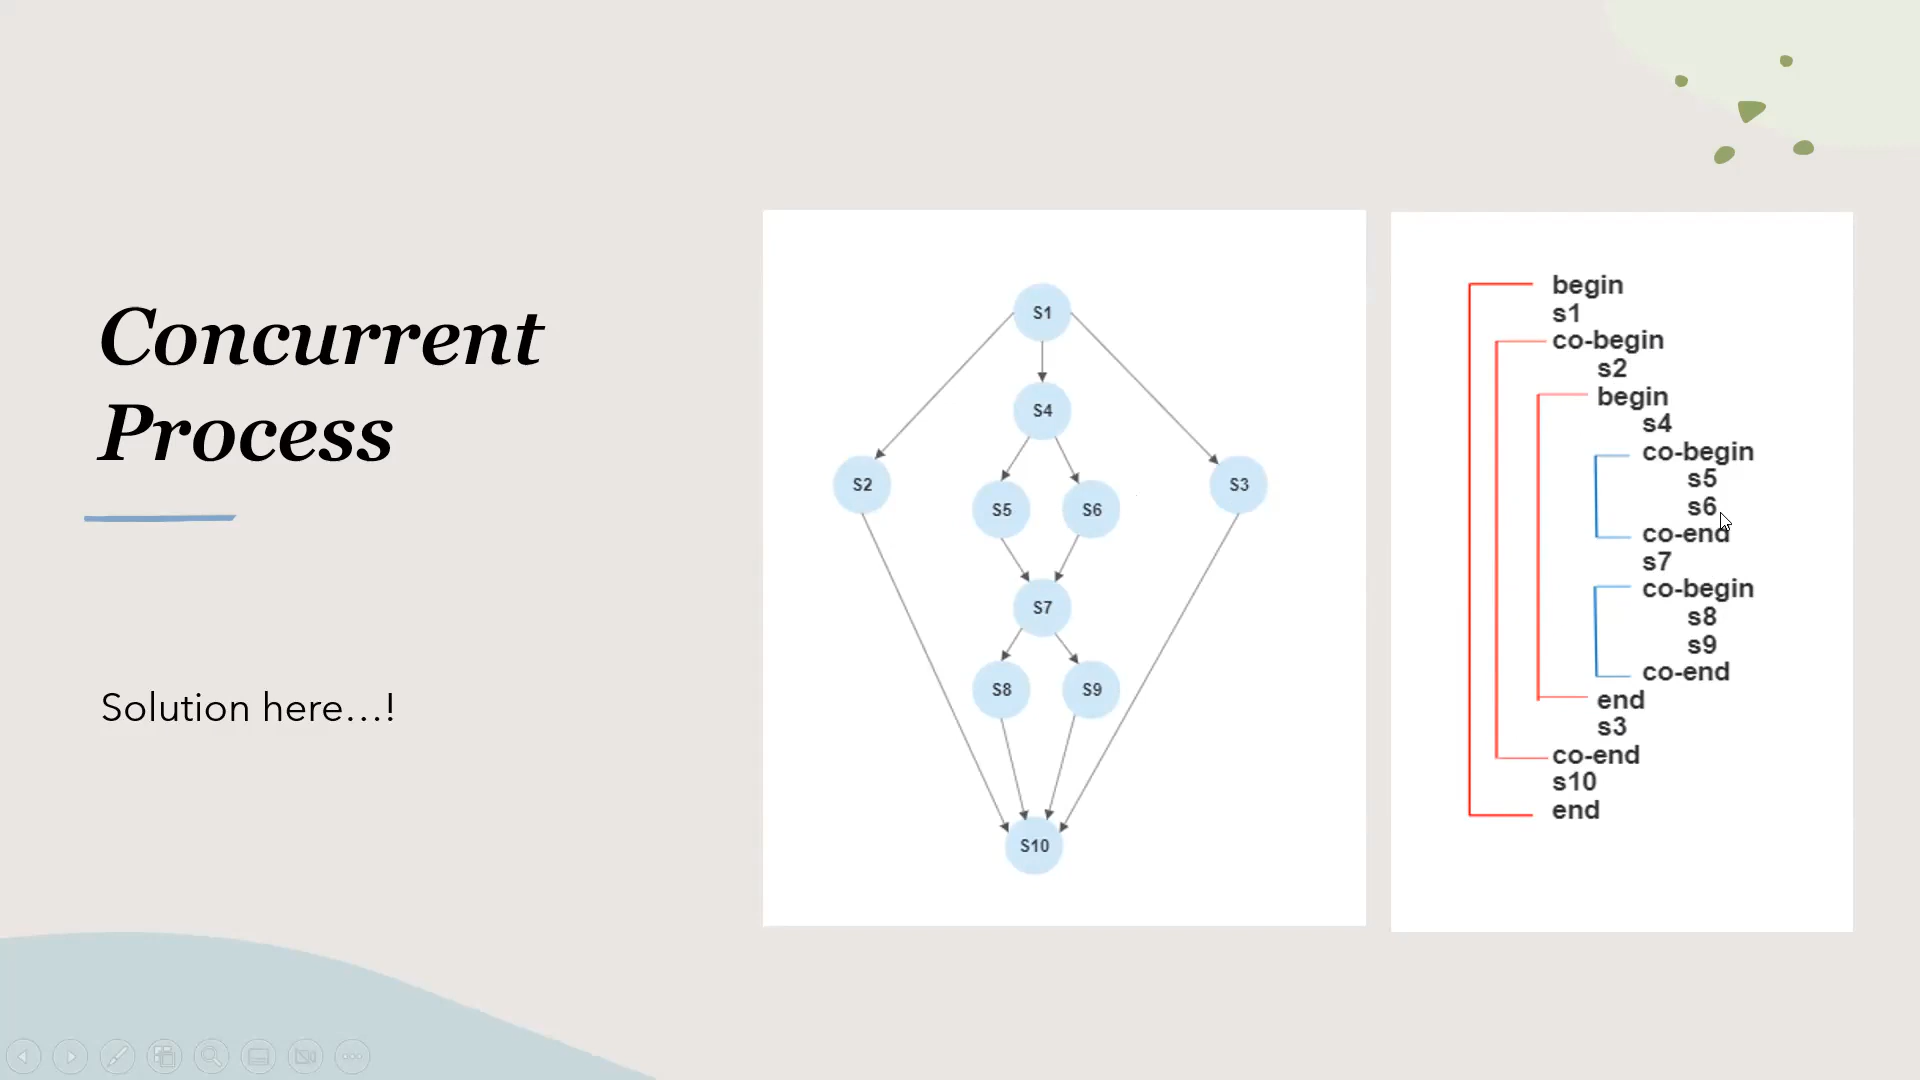 Concurrent
Process
Solution here...!
S1
S4
S2
S5
S6
S3
S7
S8
S9
S10
begin
s1
co-begin
s2
begin
s4
co-begin
s5
s6
co-end
s7
co-begin
s8
s9
co-end
end
s3
co-end
s10
end